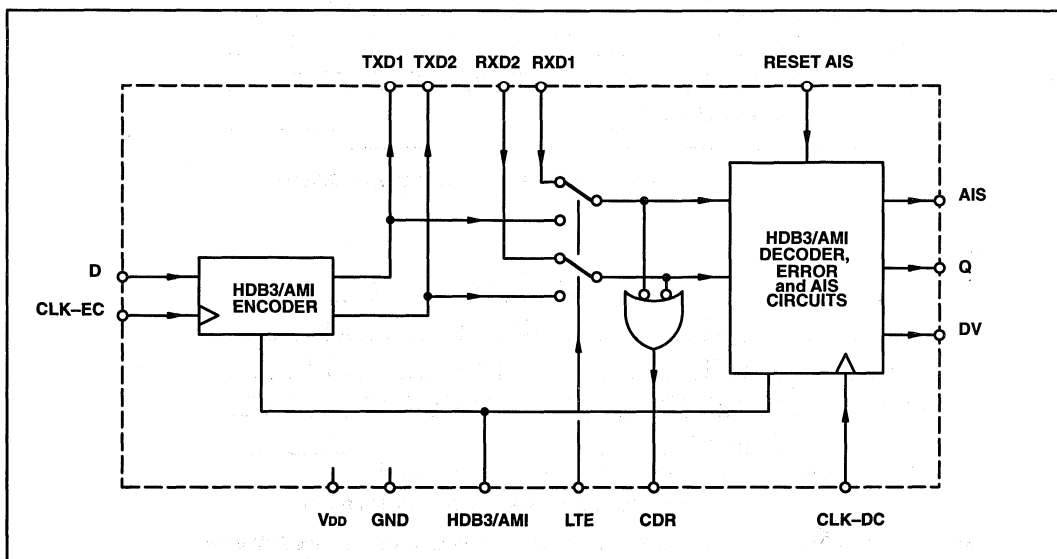 TXD1 TXD2 RXD2 RXD1 RESET AIS
D
CLK–EC
HDB3/AMI
ENCODER
HDB3/AMI
DECODER,
ERROR
and AIS
CIRCUITS
AIS
Q
DV
VDD GND HDB3/AMI LTE CDR CLK–DC